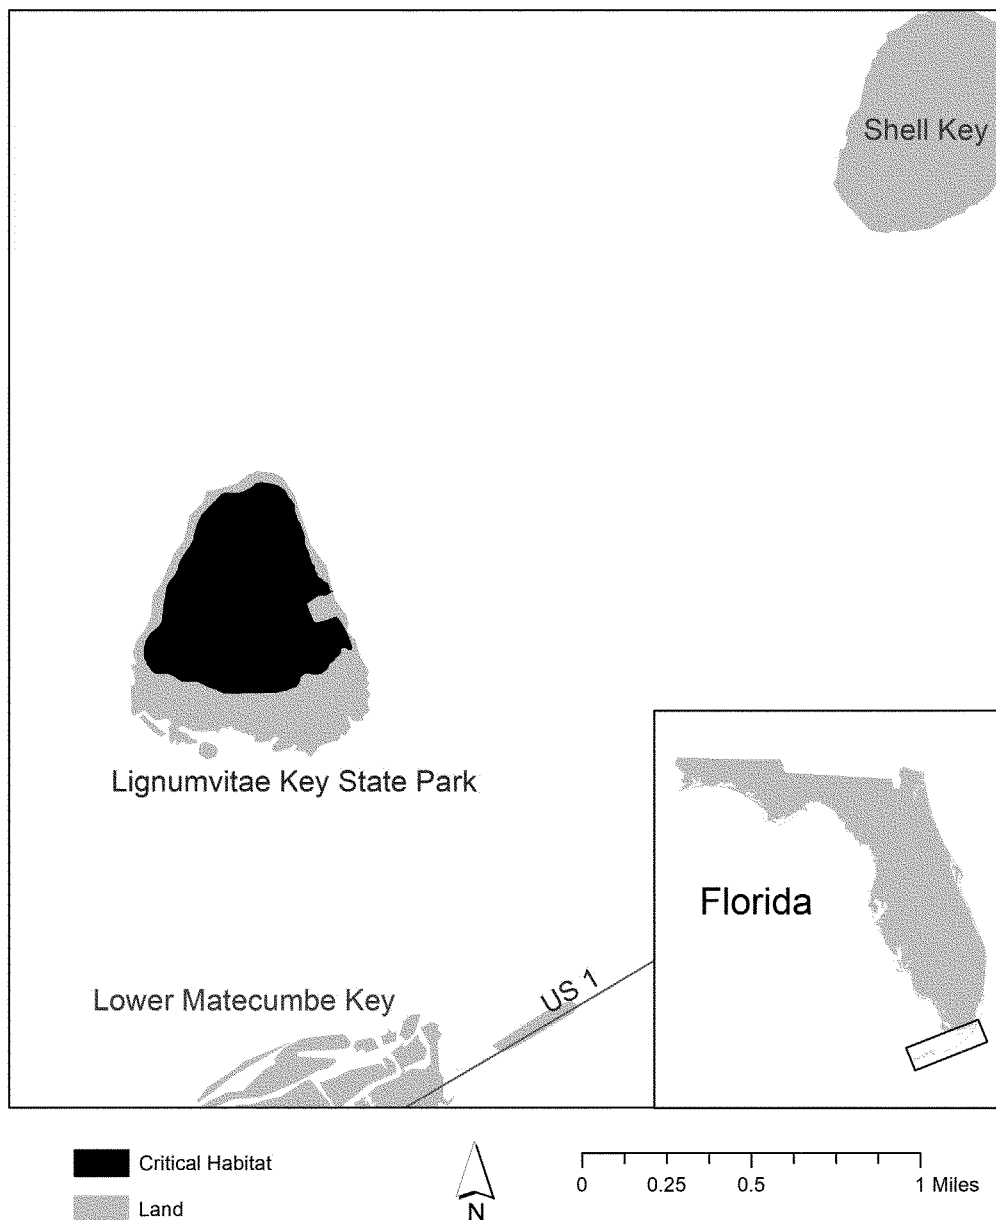 Shell Key
Lignumvitae Key State Park
Florida
Lower Matecumbe Key
US 1
Critical Habitat
Land
N
0 0.25 0.5 1 Miles